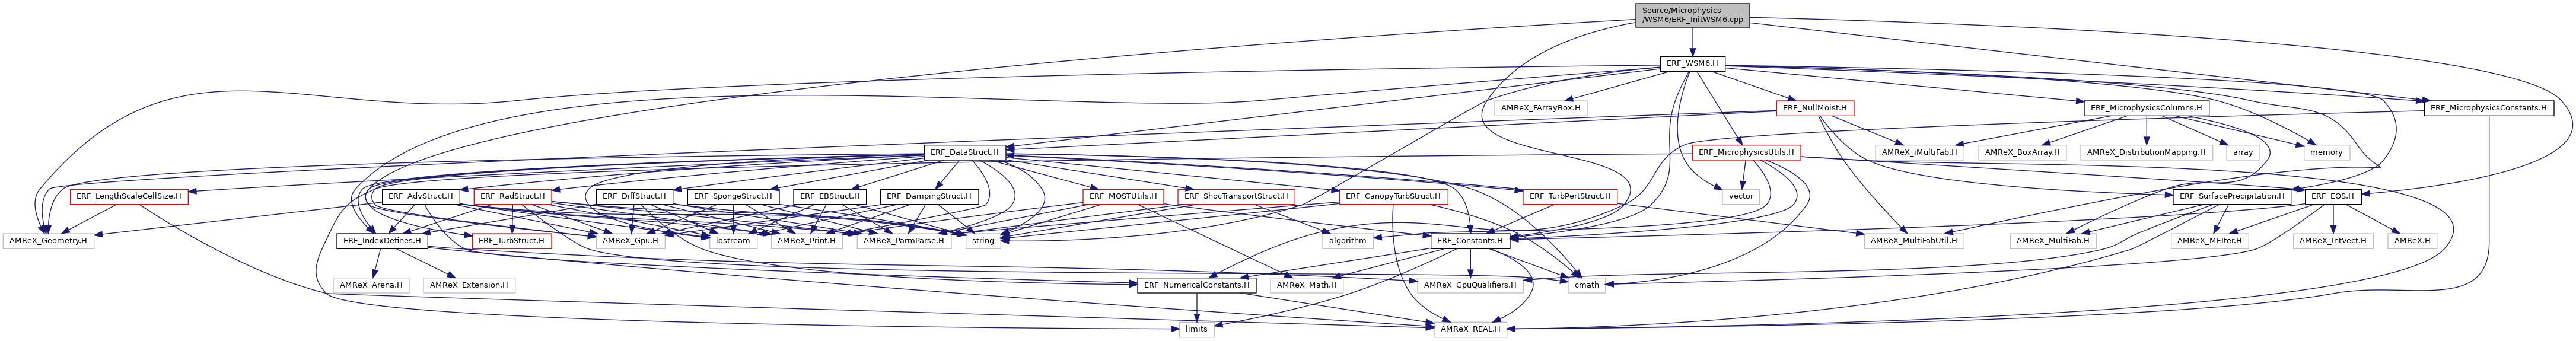 Source/Microphysics
/WSM6/ERF_InitWSM6.cpp
ERF_WSM6.H
AMReX_FArrayBox.H
ERF_NullMoist.H
ERF_MicrophysicsColumns.H
ERF_MicrophysicsConstants.H
ERF_DataStruct.H
ERF_MicrophysicsUtils.H
AMReX_iMultiFab.H
AMReX_BoxArray.H
AMReX_DistributionMapping.H
array
memory
ERF_LengthScaleCellSize.H
ERF_AdvStruct.H
ERF_RadStruct.H
ERF_DiffStruct.H
ERF_SpongeStruct.H
ERF_EBStruct.H
ERF_DampingStruct.H
ERF_MOSTUtils.H
ERF_ShocTransportStruct.H
ERF_CanopyTurbStruct.H
ERF_TurbPertStruct.H
vector
ERF_SurfacePrecipitation.H
ERF_EOS.H
AMReX_Geometry.H
ERF_IndexDefines.H
ERF_TurbStruct.H
AMReX_Gpu.H
iostream
AMReX_Print.H
AMReX_ParmParse.H
string
algorithm
ERF_Constants.H
AMReX_MultiFabUtil.H
AMReX_MultiFab.H
AMReX_MFIter.H
AMReX_IntVect.H
AMReX.H
AMReX_Arena.H
AMReX_Extension.H
ERF_NumericalConstants.H
AMReX_Math.H
AMReX_GpuQualifiers.H
cmath
limits
AMReX_REAL.H